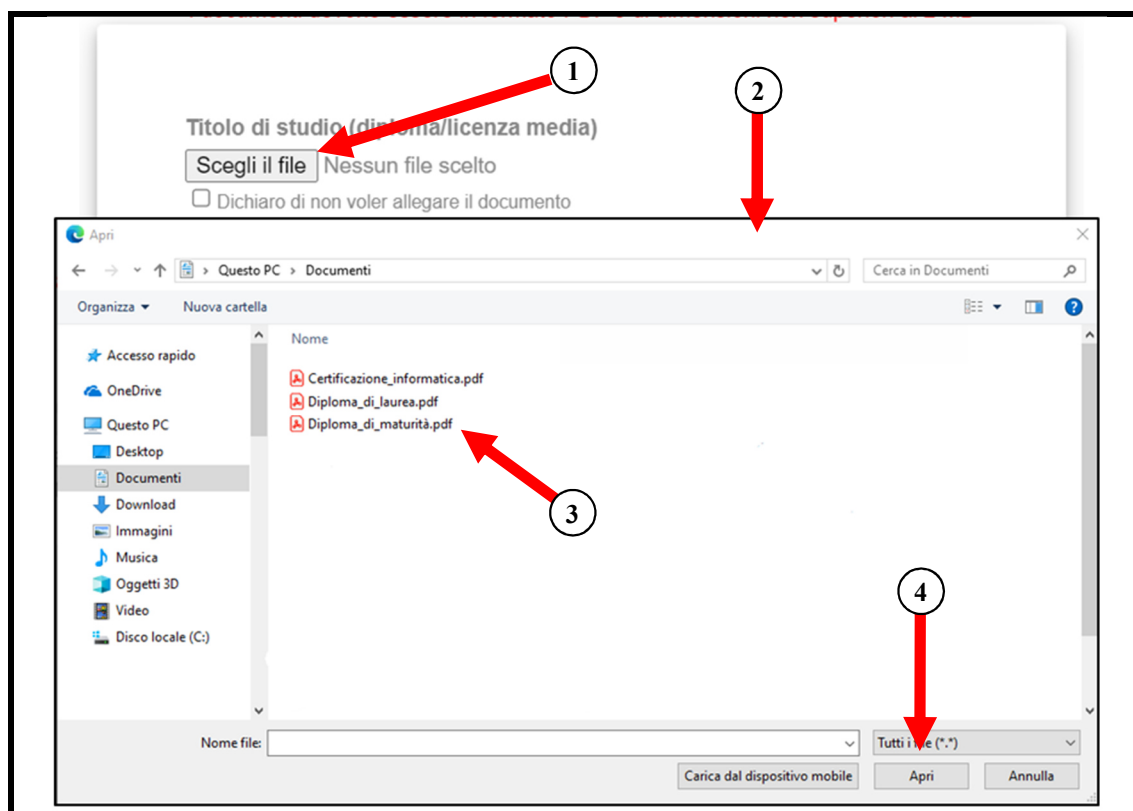 1
2
Titolo di studio (diploma/licenza media)
Scegli il file Nessun file scelto
Dichiaro di non voler allegare il documento
Apri
Questo PC > Documenti
Cerca in Documenti
Organizza
Nuova cartella
Nome
Accesso rapido
OneDrive
Questo PC
Desktop
Documenti
Download
Immagini
Musica
Oggetti 3D
Video
Disco locale (C:)
Certificazione_informatica.pdf
Diploma_di_laurea.pdf
Diploma_di_maturità.pdf
3
4
Nome file:
Tutti i file (*.*)
Carica dal dispositivo mobile
Apri
Annulla